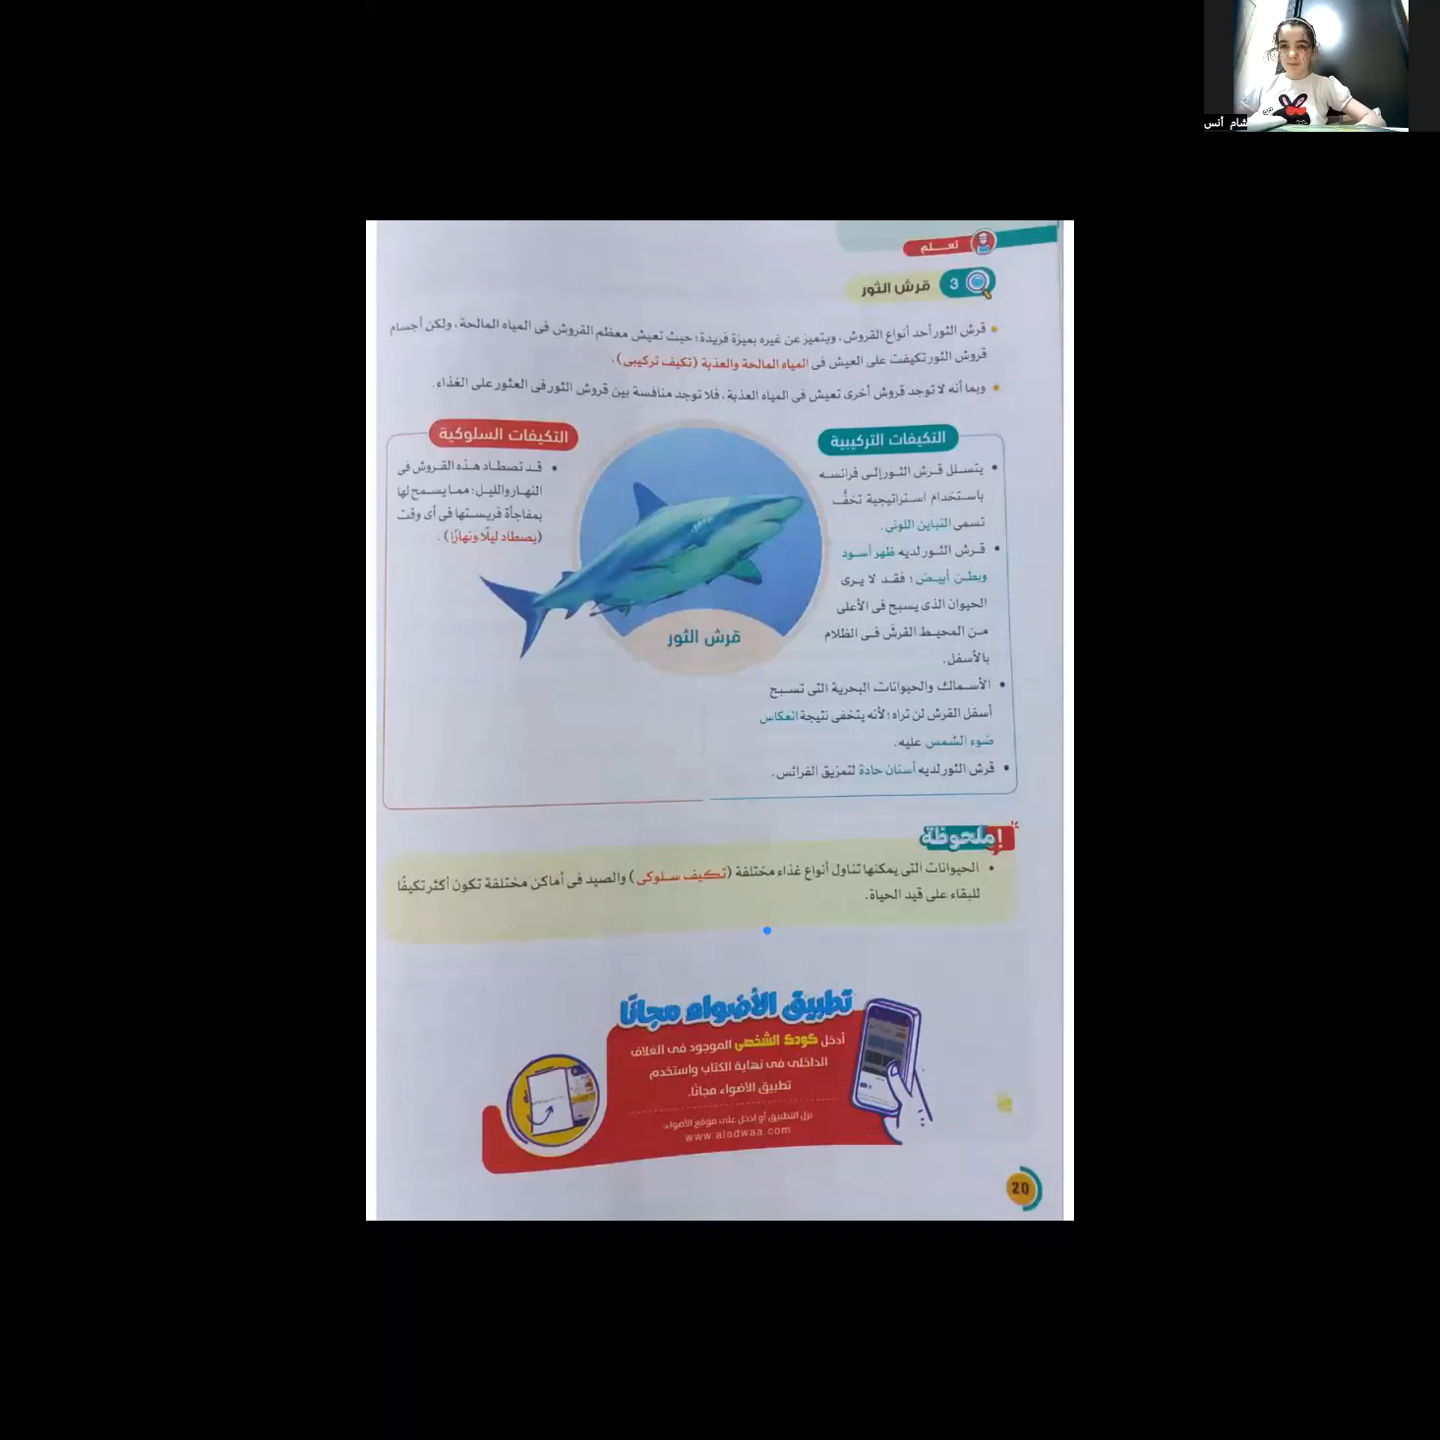 شام أنس
تعلم
3 قرش الثور
قرش الثور أحد أنواع القروش، ويتميز عن غيره بميزة فريدة؛ حيث تعيش معظم القروش فى المياه المالحة، ولكن أجسام
قروش الثور تكيفت على العيش فى المياه المالحة والعذبة (تكيف تركيبى).
وبما أنه لا توجد قروش أخرى تعيش فى المياه العذبة، فلا توجد منافسة بين قروش الثور فى العثور على الغذاء.
التكيفات التركيبية
يتسلل قرش الثور إلى فرائسه
باستخدام استراتيجية تخفٍّ
تسمى التباين اللونى.
قرش الثور لديه ظهر أسود
وبطن أبيض؛ فقد لا يرى
الحيوان الذى يسبح فى الأعلى
من المحيط القرش فى الظلام
بالأسفل.
الأسماك والحيوانات البحرية التى تسبح
أسفل القرش لن تراه؛ لأنه يتخفى نتيجة انعكاس
ضوء الشمس عليه.
قرش الثور لديه أسنان حادة لتمزيق الفرائس.
التكيفات السلوكية
قد تصطاد هذه القروش فى
النهار والليل؛ مما يسمح لها
بمفاجأة فريستها فى أى وقت
(يصطاد ليلًا ونهارًا).
قرش الثور
ملحوظة!
الحيوانات التى يمكنها تناول أنواع غذاء مختلفة (تكيف سلوكى) والصيد فى أماكن مختلفة تكون أكثر تكيفًا
للبقاء على قيد الحياة.
تطبيق الأضواء مجانًا
أدخل كودك الشخصى الموجود فى الغلاف
الداخلى فى نهاية الكتاب واستخدم
تطبيق الأضواء مجانًا.
نزل التطبيق أو ادخل على موقع الأضواء:
www.aladwaa.com
20